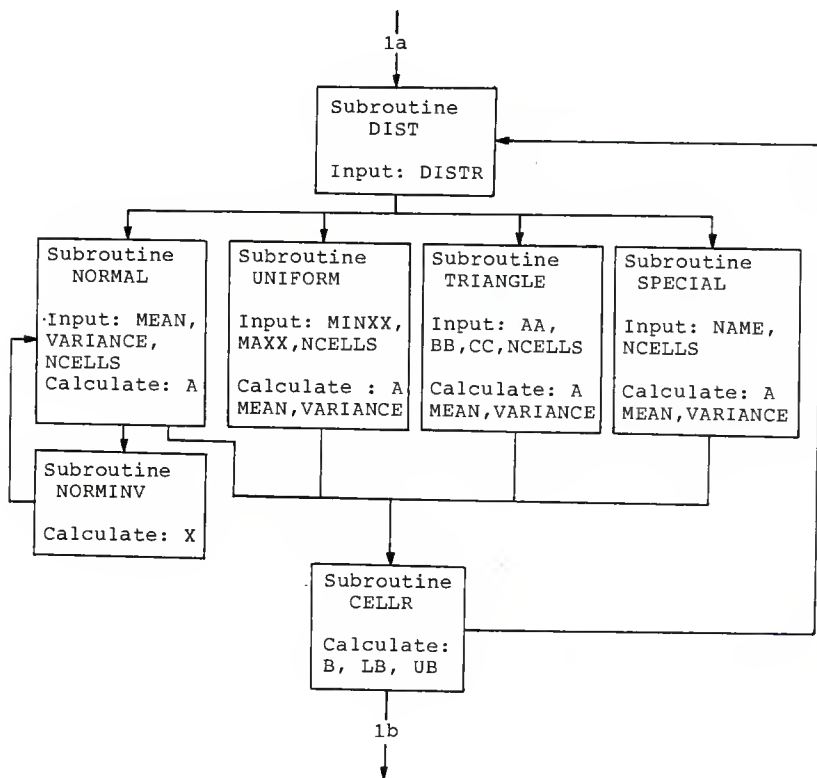 1a
Subroutine
DIST
Input: DISTR
Subroutine
NORMAL
Input: MEAN,
VARIANCE,
NCELLS
Calculate: A
Subroutine
UNIFORM
Input: MINXX,
MAXX,NCELLS
Calculate : A
MEAN,VARIANCE
Subroutine
TRIANGLE
Input: AA,
BB,CC,NCELLS
Calculate: A
MEAN,VARIANCE
Subroutine
SPECIAL
Input: NAME,
NCELLS
Calculate: A
MEAN,VARIANCE
Subroutine
NORMINV
Calculate: X
Subroutine
CELLR
Calculate:
B, LB, UB
1b